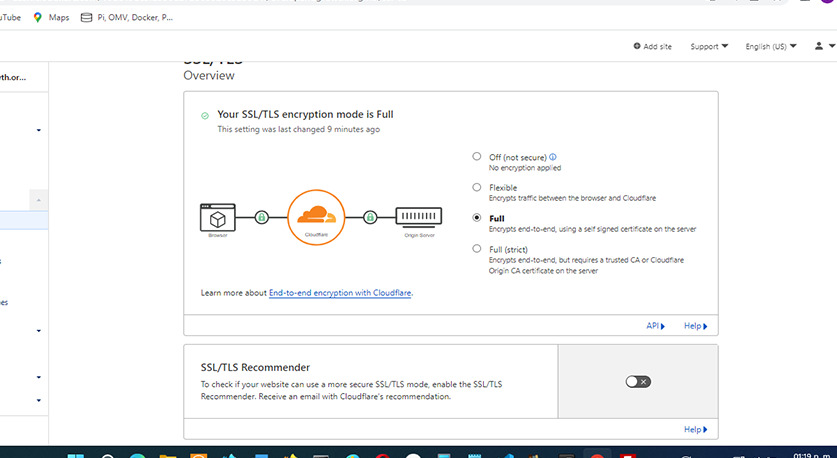 uTube
Maps
Pi, OMV, Docker, P...
Add site
Support
English (US)
yth.or...
SSL/TLS
Overview
Your SSL/TLS encryption mode is Full
This setting was last changed 9 minutes ago
Off (not secure)
No encryption applied
Flexible
Encrypts traffic between the browser and Cloudflare
Full
Encrypts end-to-end, using a self signed certificate on the server
Full (strict)
Encrypts end-to-end, but requires a trusted CA or Cloudflare
Origin CA certificate on the server
Browser
Cloudflare
Origin Server
Learn more about End-to-end encryption with Cloudflare.
API
Help
SSL/TLS Recommender
To check if your website can use a more secure SSL/TLS mode, enable the SSL/TLS
Recommender. Receive an email with Cloudflare's recommendation.
Help
s
es
01:19 p. m.